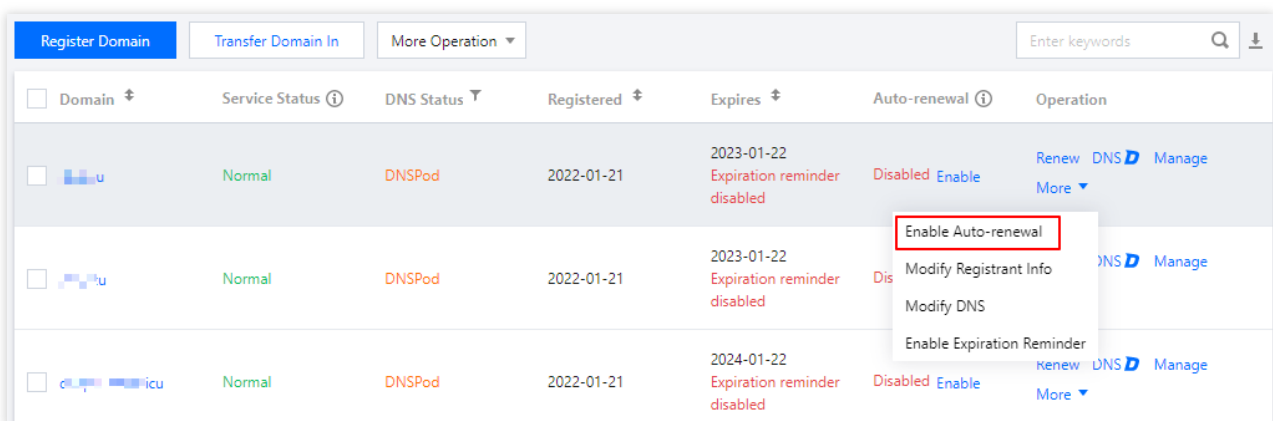 Register Domain
Transfer Domain In
More Operation
Enter keywords
Domain
Service Status
DNS Status
Registered
Expires
Auto-renewal
Operation
Normal
DNSPod
2022-01-21
2023-01-22
Expiration reminder
disabled
Disabled Enable
Renew DNS Manage
More
Enable Auto-renewal
Modify Registrant Info
Modify DNS
Enable Expiration Reminder
Normal
DNSPod
2022-01-21
2023-01-22
Expiration reminder
disabled
Manage
icu
Normal
DNSPod
2022-01-21
2024-01-22
Expiration reminder
disabled
Disabled Enable
Renew DNS Manage
More